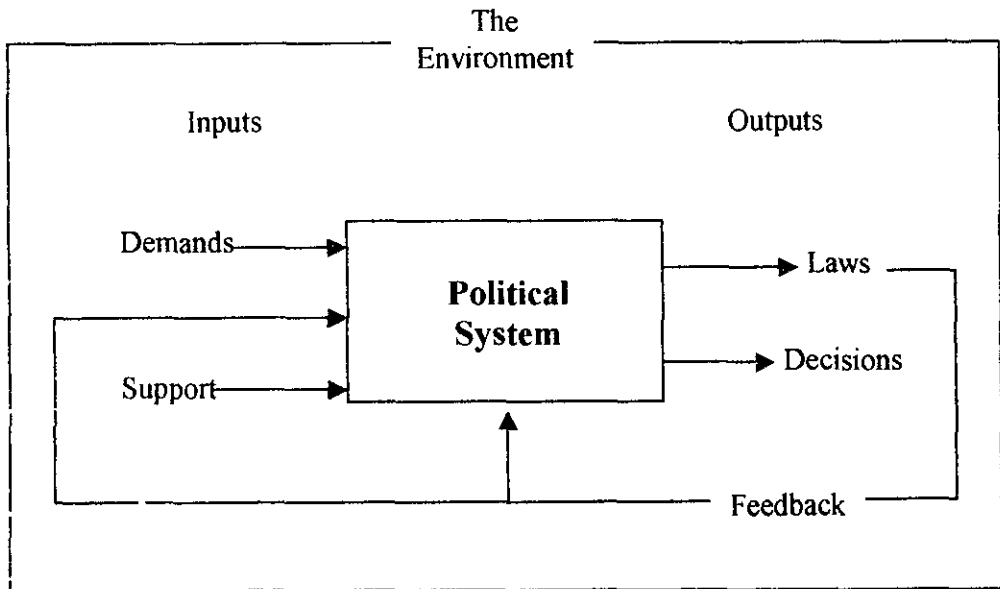 The
Environment
Inputs
Outputs
Demands
Laws
Political
System
Decisions
Support
Feedback